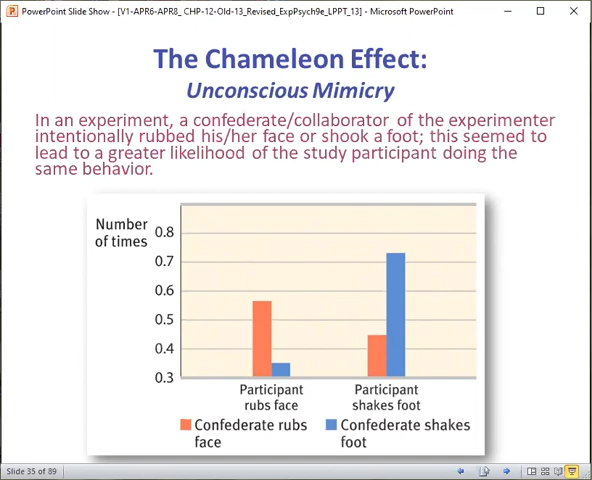 PowerPoint Slide Show - [V1-APR6-APR8_ CHP-12-Old-13_Revised_ExpPsych9e_LPPT_13] - Microsoft PowerPoint
The Chameleon Effect:
Unconscious Mimicry
In an experiment, a confederate/collaborator of the experimenter
intentionally rubbed his/her face or shook a foot; this seemed to
lead to a greater likelihood of the study participant doing the
same behavior.
Number
of times
0.8
0.7
0.6
0.5
0.4
0.3
Participant
rubs face
Participant
shakes foot
Confederate rubs
face
Confederate shakes
foot
Slide 35 of 89